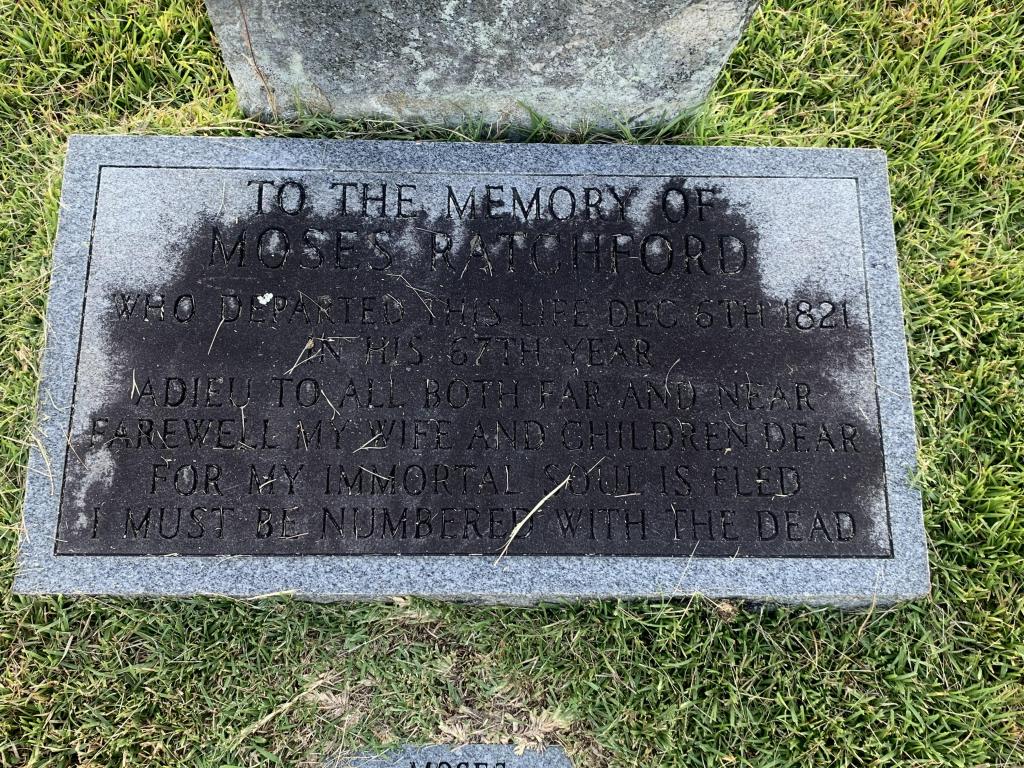 TO THE MEMORY OF
MOSES RATCHFORD
WHO DEPARTED THIS LIFE DEC 6TH 1821
IN HIS 67TH YEAR
ADIEU TO ALL BOTH FAR AND NEAR
FAREWELL MY WIFE AND CHILDREN DEAR
FOR MY IMMORTAL SOUL IS FLED
I MUST BE NUMBERED WITH THE DEAD
MOSES